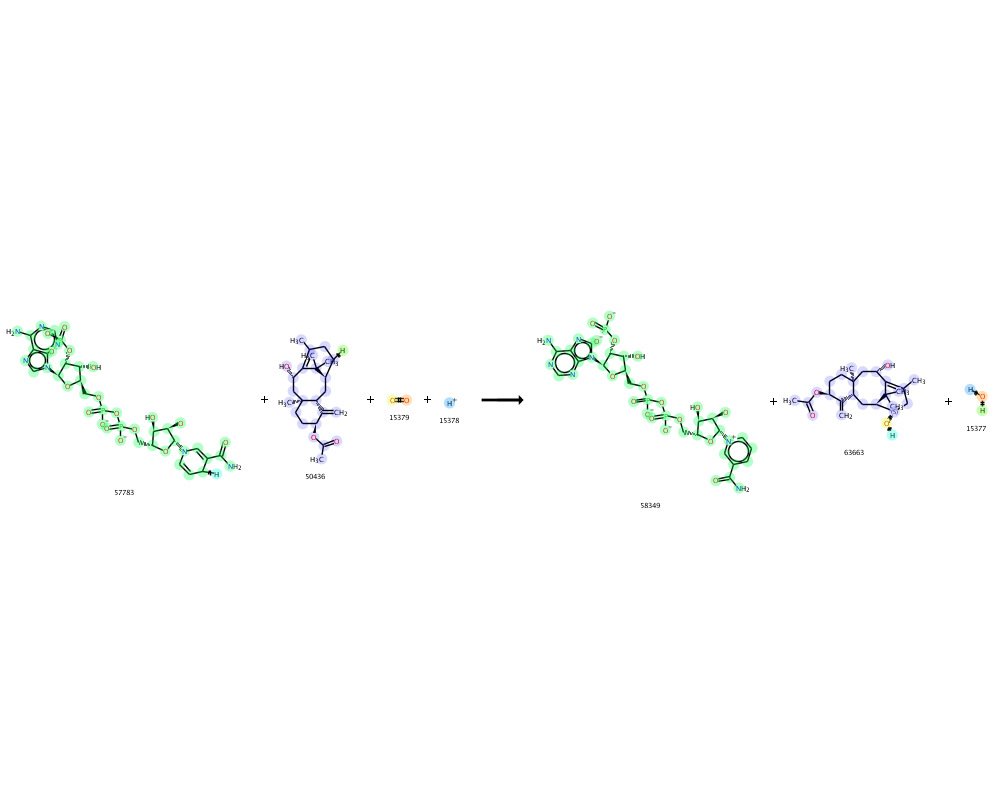 H₂N N N N N O O O⁻ O⁻ P O O OH O O P O O⁻ O O P O O⁻ HO O O N O NH₂ H
57783
+
H₃C H₃C CH₃ H HO H₃C CH₂ O O H₃C
50436
+
O O
15379
+
H⁺
15378
H₂N N N N N O⁻ O O⁻ P O OH O O P O O⁻ O O P O O⁻ HO O O N⁺ O NH₂
58349
+
H₃C O O H₃C CH₂ OH CH₃ CH₃ O H
63663
+
H O H
15377